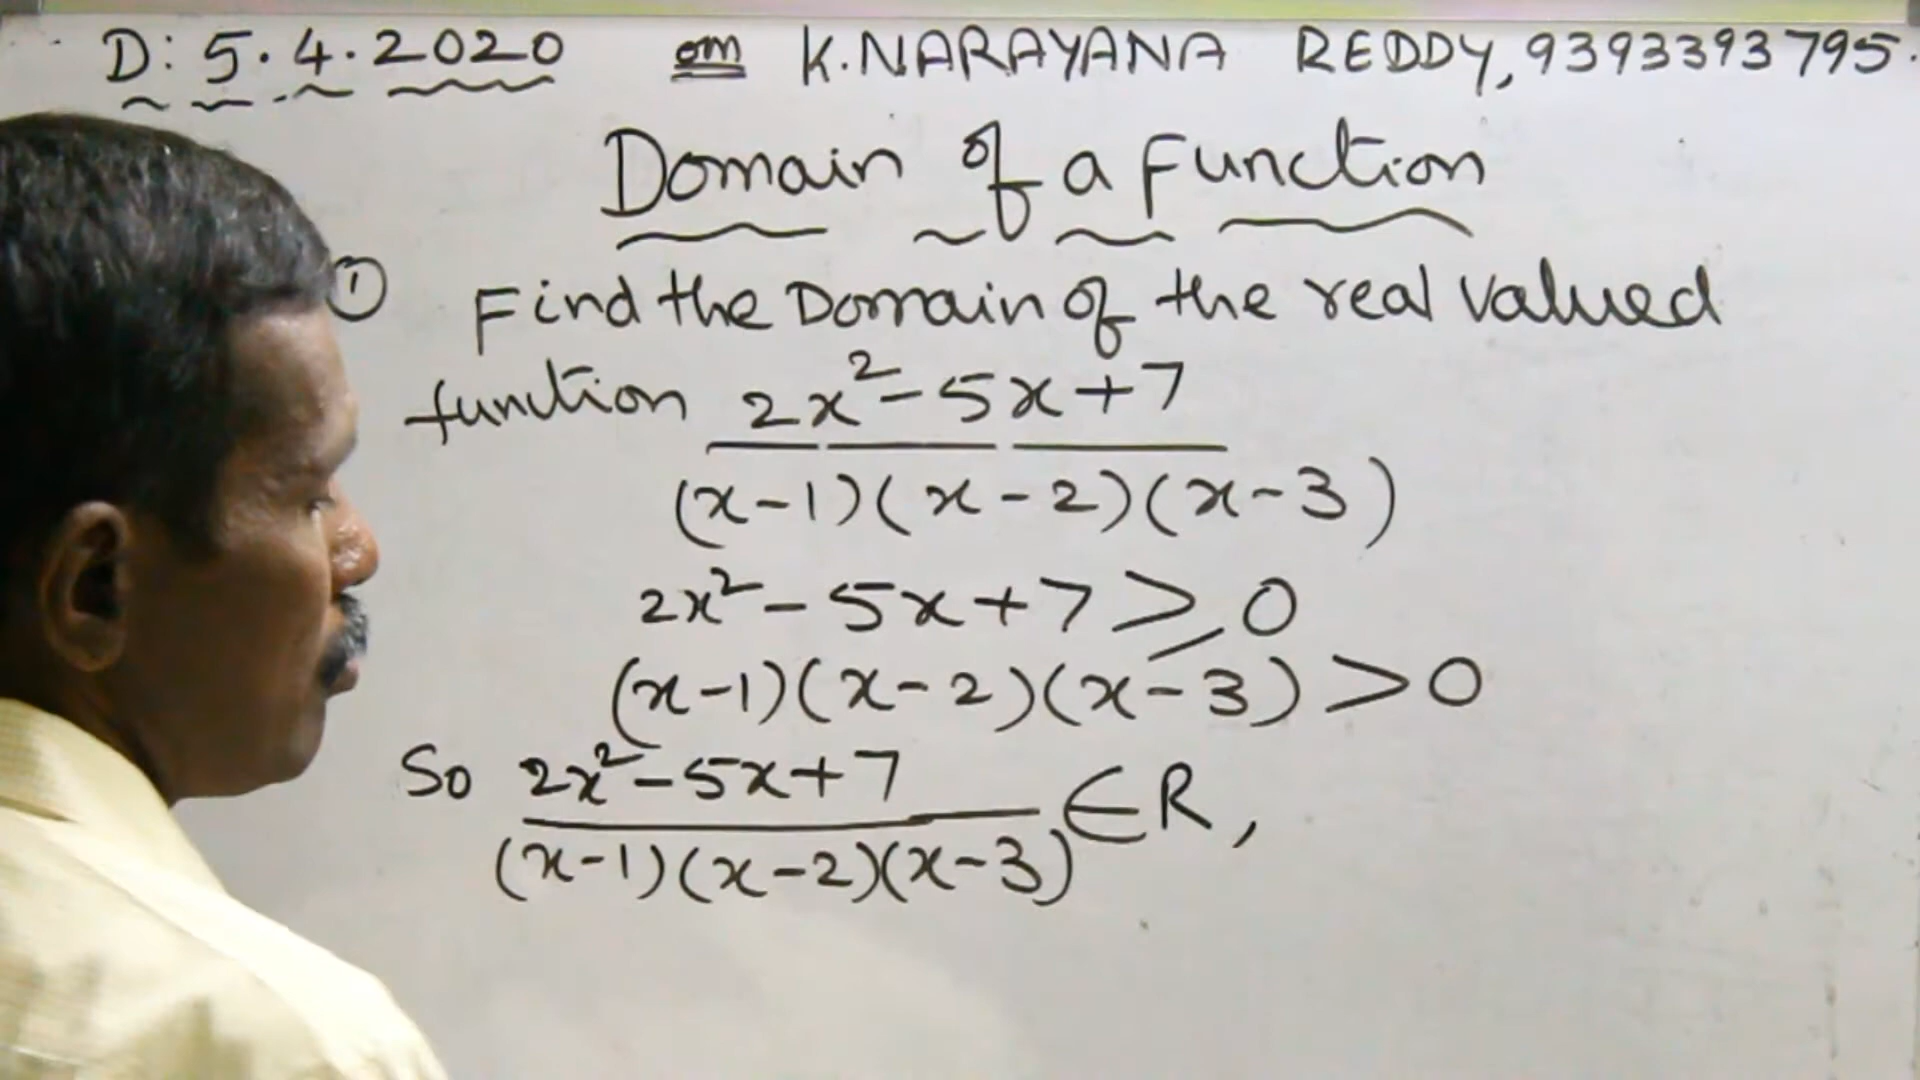 D: 5.4.2020 om K.NARAYANA REDDY, 9393393795.
Domain of a Function
① Find the Domain of the real valued
function 2x² - 5x + 7
(x-1)(x-2)(x-3)
2x² - 5x + 7 ≥ 0
(x-1)(x-2)(x-3) > 0
So 2x² - 5x + 7
(x-1)(x-2)(x-3) ∈ R,